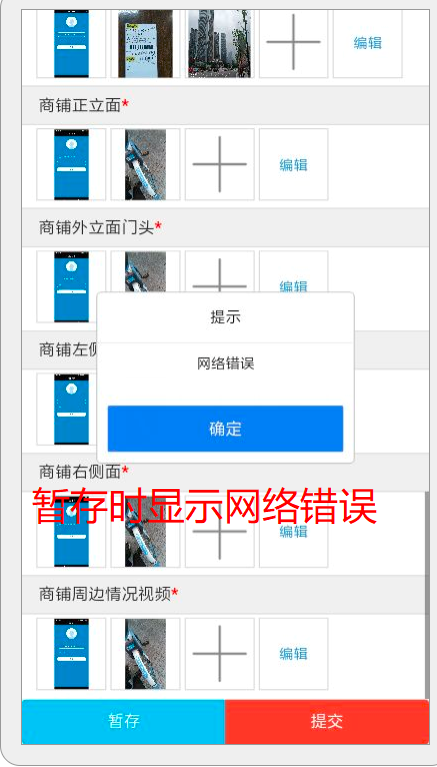 编辑
商铺正立面*
编辑
商铺外立面门头*
编辑
提示
网络错误
商铺左侧
确定
商铺右侧面*
暂存时显示网络错误
编辑
商铺周边情况视频*
编辑
暂存
提交